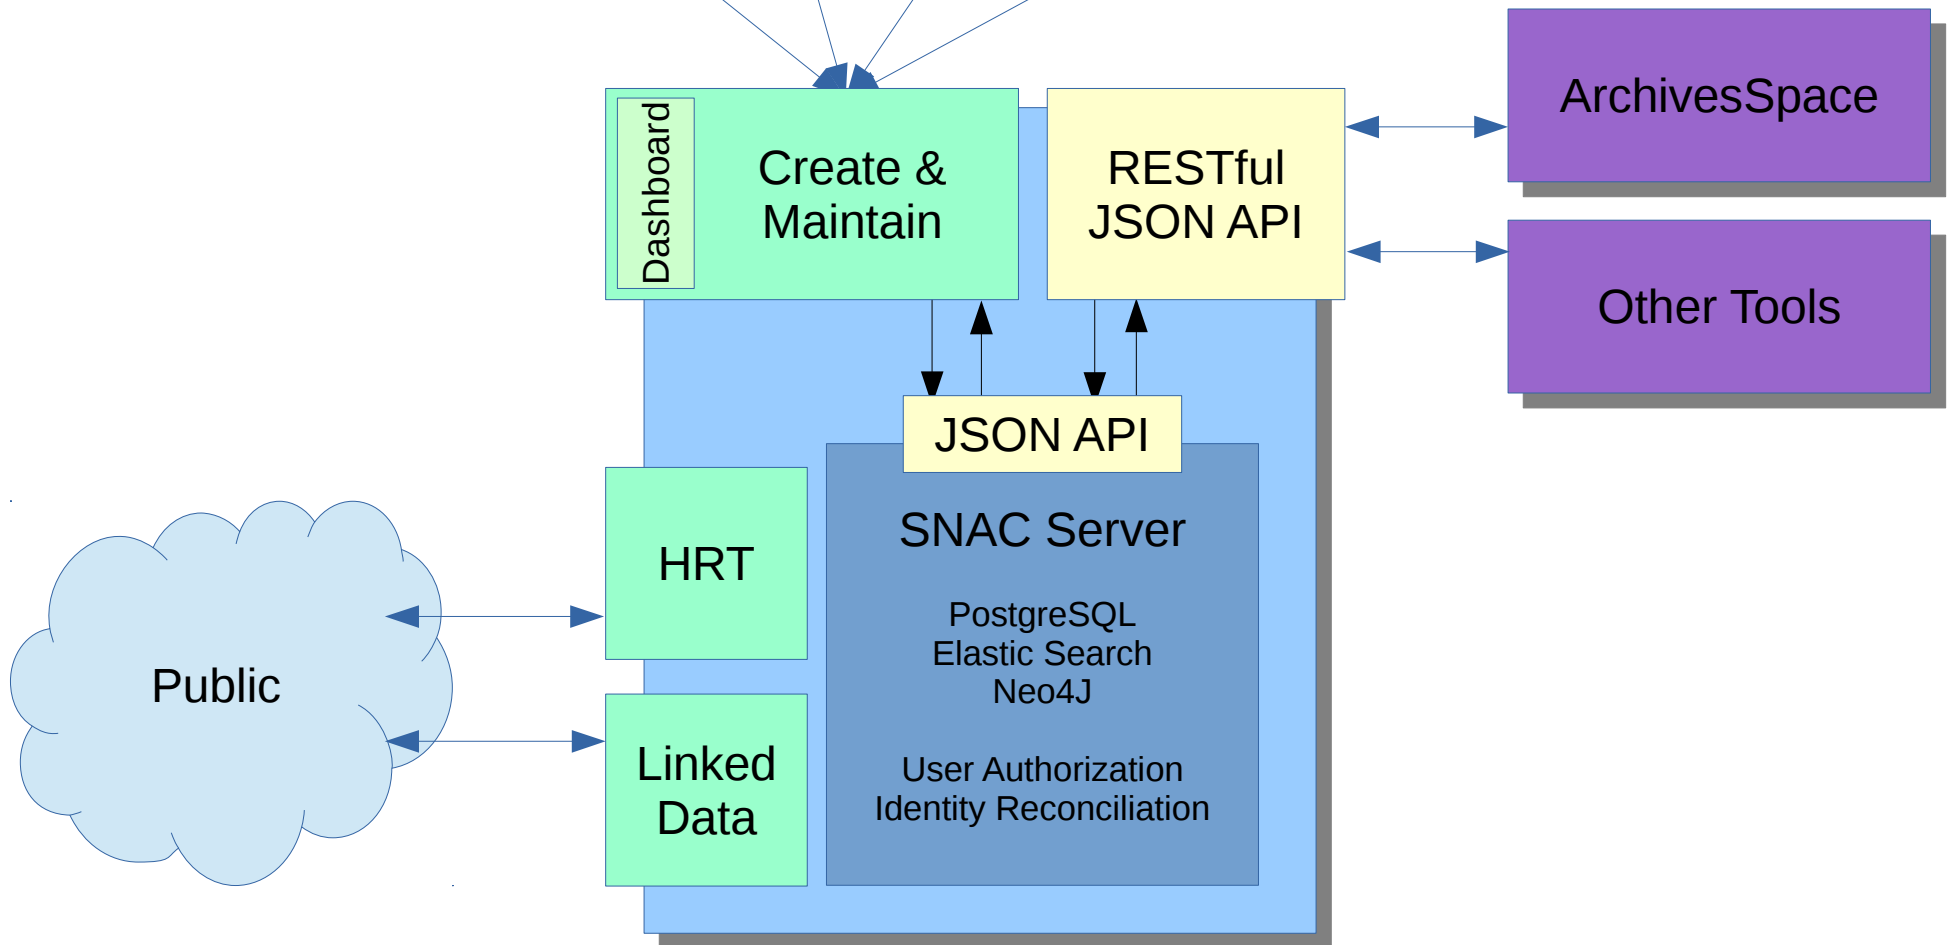 Dashboard
Create &
Maintain
RESTful
JSON API
ArchivesSpace
Other Tools
JSON API
SNAC Server
PostgreSQL
Elastic Search
Neo4J
User Authorization
Identity Reconciliation
HRT
Linked
Data
Public